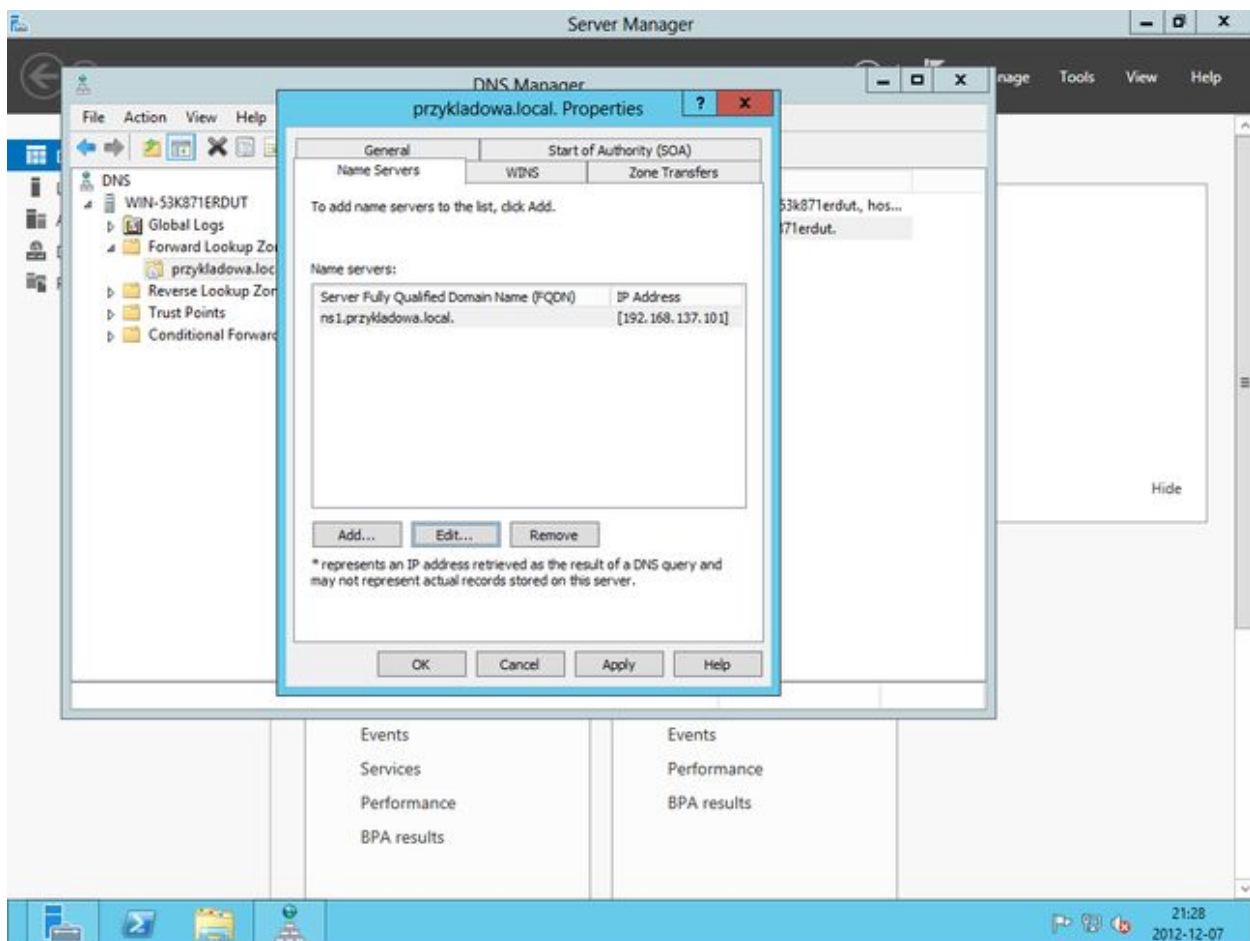 Server Manager
nage Tools View Help
DNS Manager
File Action View Help
przykladowa.local. Properties
?
General Start of Authority (SOA)
Name Servers WINS Zone Transfers
DNS
WIN-53K871ERDUT
Global Logs
Forward Lookup Zon
przykladowa.loc
Reverse Lookup Zon
Trust Points
Conditional Forward
To add name servers to the list, click Add.
Name servers:
Server Fully Qualified Domain Name (FQDN) IP Address
ns1.przykladowa.local. [192.168.137.101]
53k871erdut., hos...
71erdut.
Add... Edit... Remove
* represents an IP address retrieved as the result of a DNS query and
may not represent actual records stored on this server.
OK Cancel Apply Help
Hide
Events Events
Services Performance
Performance BPA results
BPA results
21:28
2012-12-07